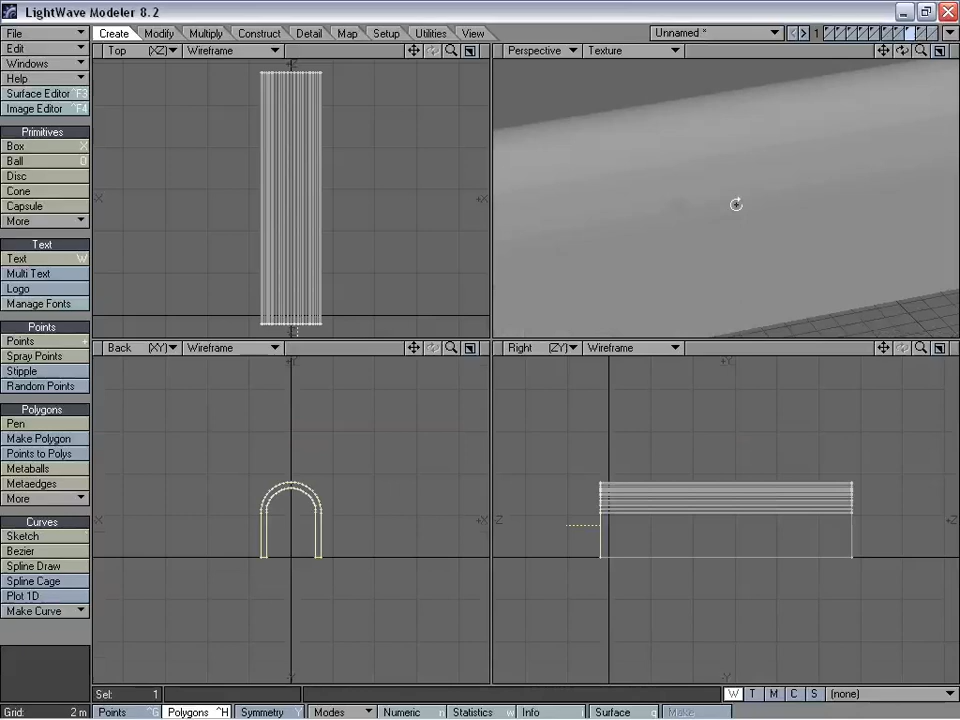 LightWave Modeler 8.2
File
Create Modify Multiply Construct Detail Map Setup Utilities View
Unnamed *
1
Edit
Top (XZ) Wireframe
Perspective Texture
Windows
Help
Surface Editor ^F3
Image Editor ^F4
Primitives
Box X
Ball O
Disc
Cone
Capsule
More
Text
Text W
Multi Text
Logo
Manage Fonts
Points
Points +
Spray Points
Stipple
Random Points
Polygons
Pen
Make Polygon
Points to Polys
Metaballs
Metaedges
More
Curves
Sketch
Bezier
Spline Draw
Spline Cage
Plot 1D
Make Curve
-X +X
Back (XY) Wireframe
Right (ZY) Wireframe
+Y +Y
-X +X
-Z +Z
-Y -Y
Sel: 1
W T M C S (none)
Grid: 2 m
Points ^G Polygons ^H Symmetry Y Modes Numeric n Statistics w Info i Surface q Make